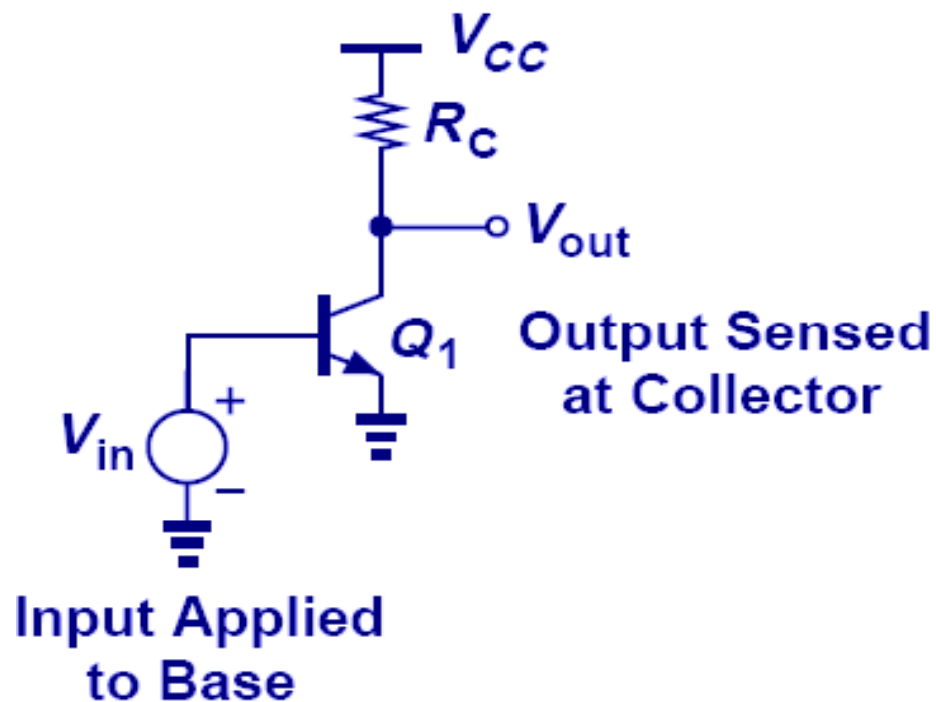 VCC
RC
Vout
Q1
Output Sensed
at Collector
Vin
+
−
Input Applied
to Base